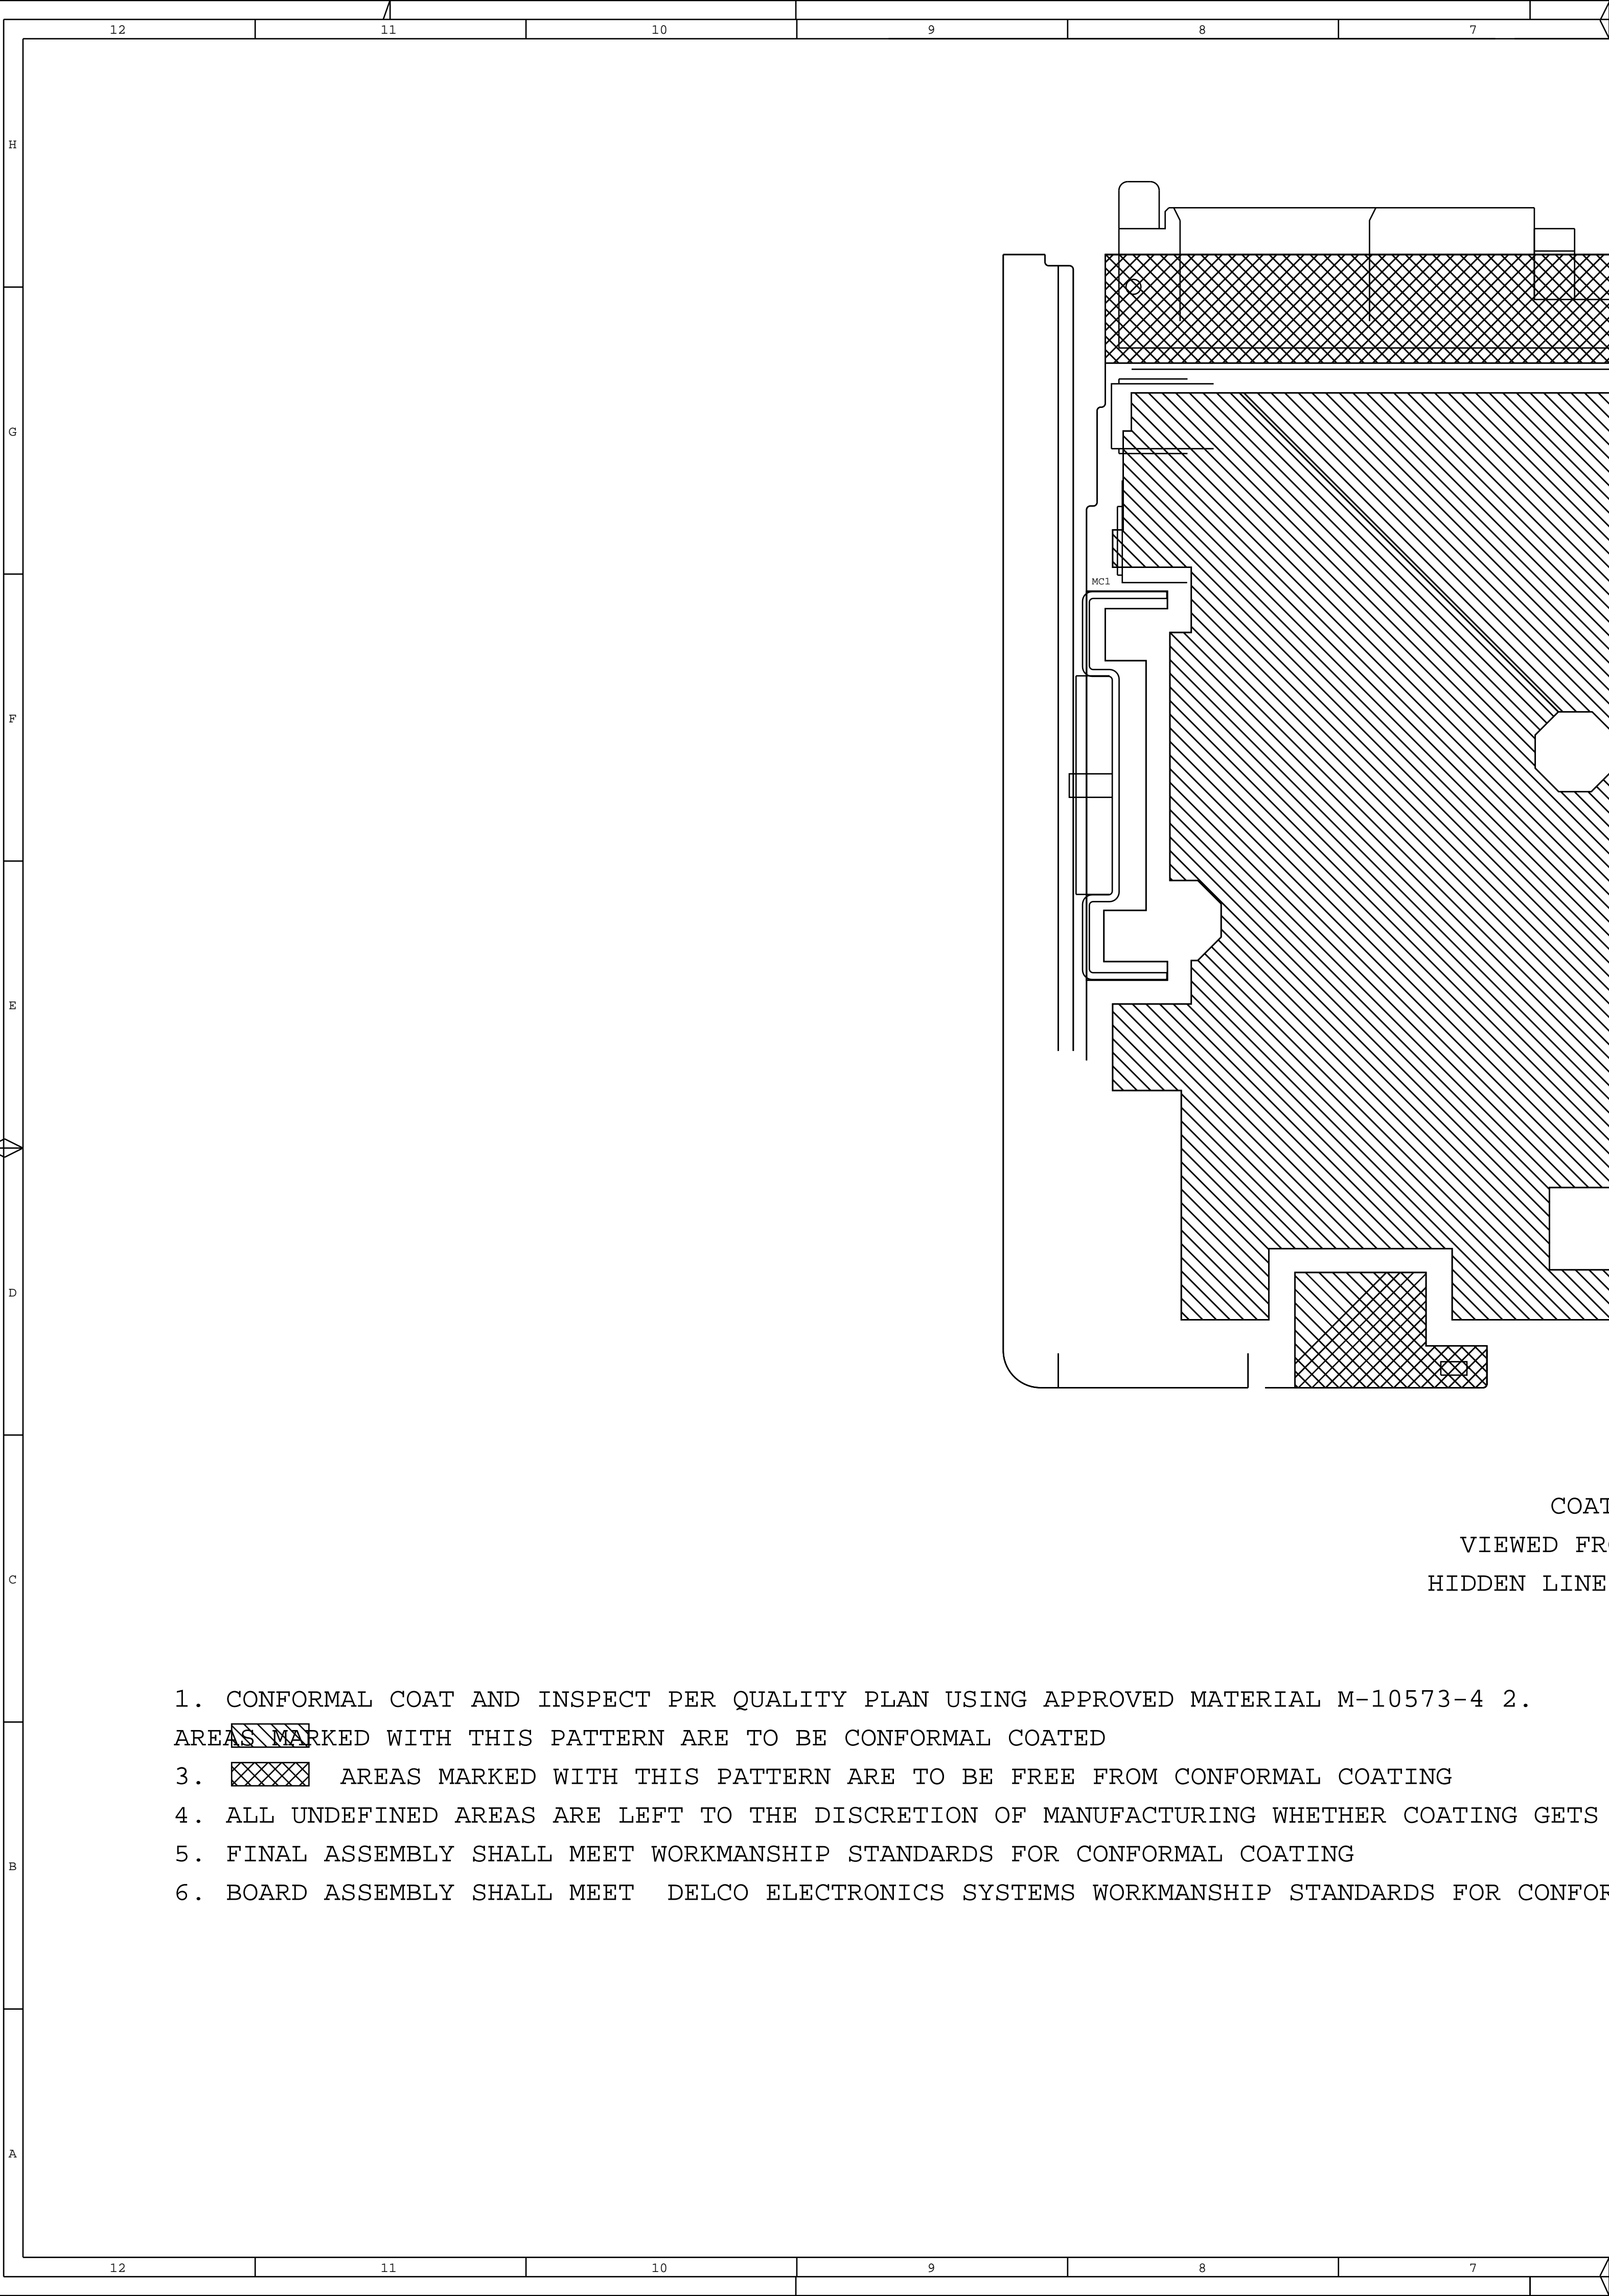 12 11 10 9 8 7
H
G
MC1
F
E
D
COAT
VIEWED FR
HIDDEN LINE
C
1. CONFORMAL COAT AND INSPECT PER QUALITY PLAN USING APPROVED MATERIAL M-10573-4 2.
AREAS MARKED WITH THIS PATTERN ARE TO BE CONFORMAL COATED
3. AREAS MARKED WITH THIS PATTERN ARE TO BE FREE FROM CONFORMAL COATING
4. ALL UNDEFINED AREAS ARE LEFT TO THE DISCRETION OF MANUFACTURING WHETHER COATING GETS
B
5. FINAL ASSEMBLY SHALL MEET WORKMANSHIP STANDARDS FOR CONFORMAL COATING
6. BOARD ASSEMBLY SHALL MEET  DELCO ELECTRONICS SYSTEMS WORKMANSHIP STANDARDS FOR CONFOR
A
12 11 10 9 8 7